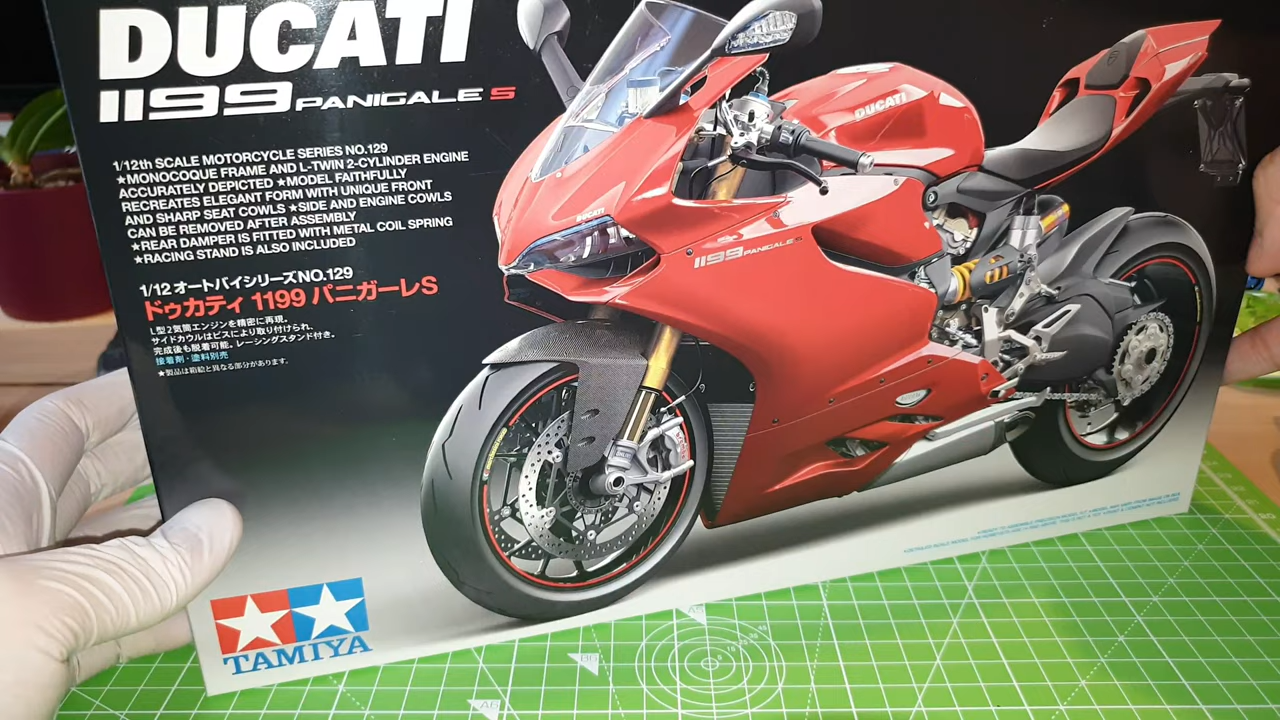 DUCATI
1199 PANIGALE S
1/12th SCALE MOTORCYCLE SERIES NO.129
★MONOCOQUE FRAME AND L-TWIN 2-CYLINDER ENGINE
ACCURATELY DEPICTED ★MODEL FAITHFULLY
RECREATES ELEGANT FORM WITH UNIQUE FRONT
AND SHARP SEAT COWLS ★SIDE AND ENGINE COWLS
CAN BE REMOVED AFTER ASSEMBLY
★REAR DAMPER IS FITTED WITH METAL COIL SPRING
★RACING STAND IS ALSO INCLUDED
1/12 オートバイシリーズNO.129
ドゥカティ 1199 パニガーレS
L型2気筒エンジンを精密に再現。
サイドカウルはビスにより取り付けられ、
完成後も脱着可能。レーシングスタンド付き。
接着剤・塗料別売
★製品は箱絵と異なる部分があります。
DUCATI
DUCATI
1199 PANIGALE S
TAMIYA
A5
B5
A6